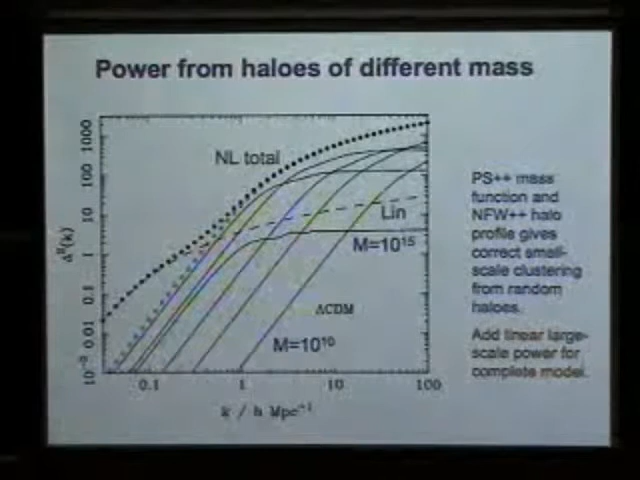 Power from haloes of different mass
1000
100
10
1
0.1
0.01
10⁻³
Δ²(k)
NL total
Lin
M=10¹⁵
ΛCDM
M=10¹⁰
0.1
1
10
100
k / h Mpc⁻¹
PS++ mass
function and
NFW++ halo
profile gives
correct small-
scale clustering
from random
haloes.
Add linear large-
scale power for
complete model.